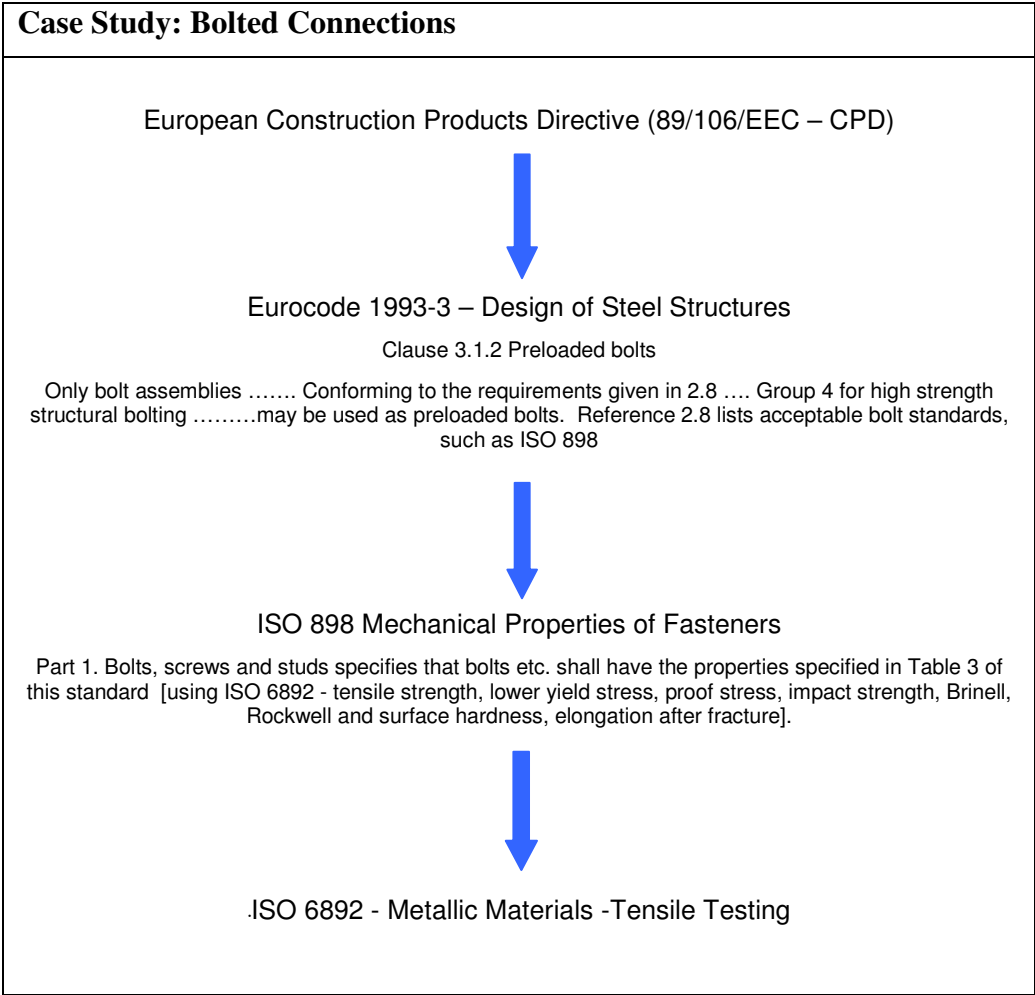 Case Study: Bolted Connections
European Construction Products Directive (89/106/EEC – CPD)
Eurocode 1993-3 – Design of Steel Structures
Clause 3.1.2 Preloaded bolts
Only bolt assemblies ……. Conforming to the requirements given in 2.8 …. Group 4 for high strength
structural bolting ………may be used as preloaded bolts. Reference 2.8 lists acceptable bolt standards,
such as ISO 898
ISO 898 Mechanical Properties of Fasteners
Part 1. Bolts, screws and studs specifies that bolts etc. shall have the properties specified in Table 3 of
this standard [using ISO 6892 - tensile strength, lower yield stress, proof stress, impact strength, Brinell,
Rockwell and surface hardness, elongation after fracture].
.ISO 6892 - Metallic Materials -Tensile Testing